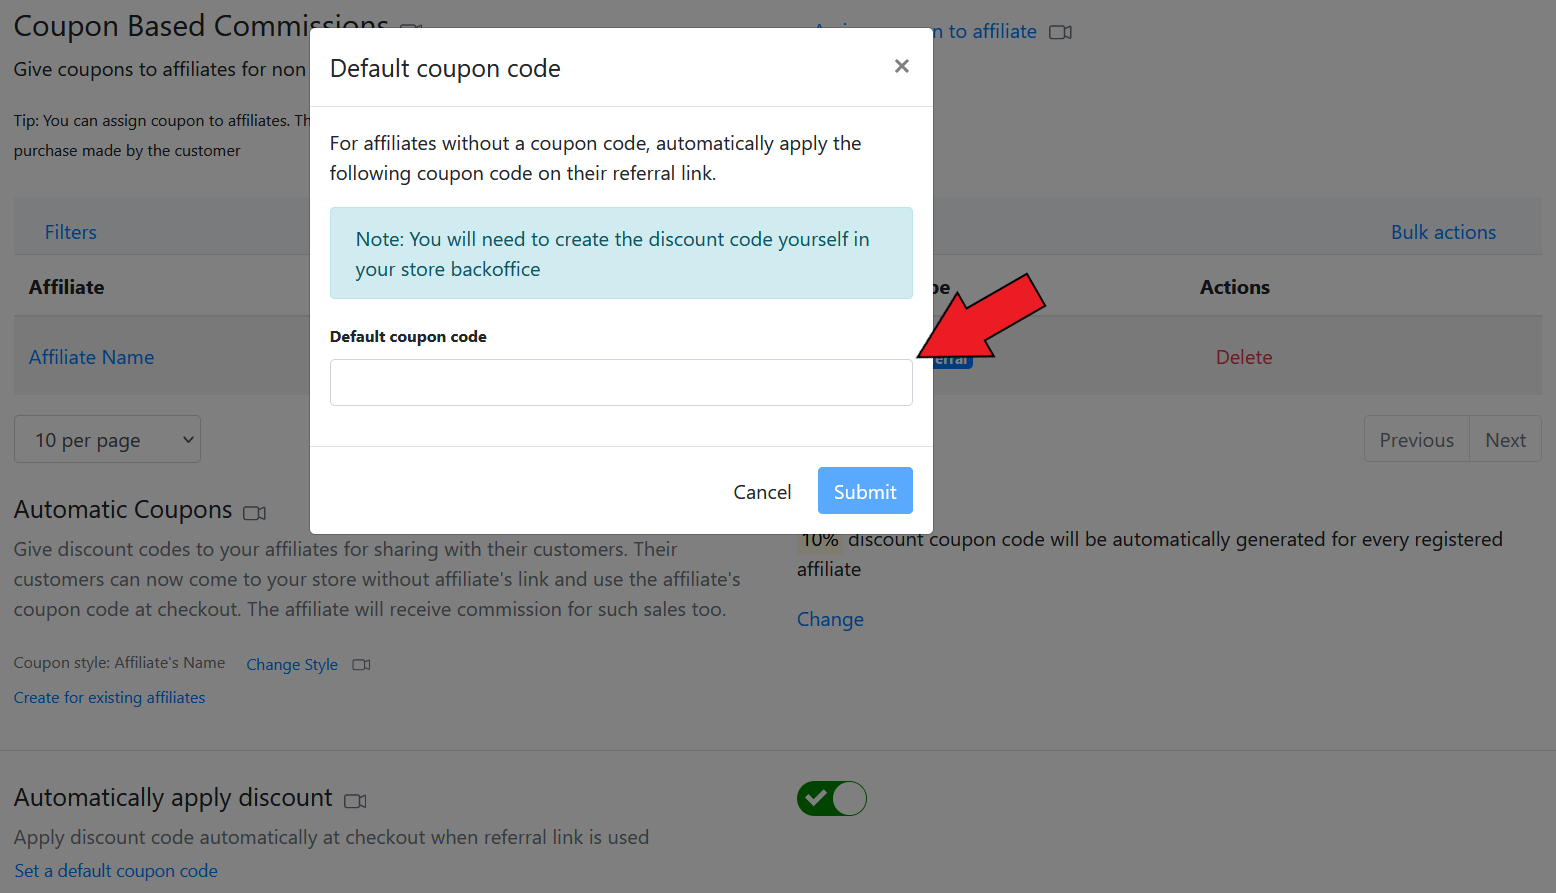 Coupon Based Commissions
n to affiliate
Give coupons to affiliates for non
Tip: You can assign coupon to affiliates. Th
purchase made by the customer
Default coupon code
×
For affiliates without a coupon code, automatically apply the
following coupon code on their referral link.
Note: You will need to create the discount code yourself in
your store backoffice
Default coupon code
Cancel
Submit
Filters
Bulk actions
Affiliate
Actions
Affiliate Name
erral
Delete
10 per page
Previous
Next
Automatic Coupons
Give discount codes to your affiliates for sharing with their customers. Their
customers can now come to your store without affiliate's link and use the affiliate's
coupon code at checkout. The affiliate will receive commission for such sales too.
Coupon style: Affiliate's Name Change Style
Create for existing affiliates
10% discount coupon code will be automatically generated for every registered
affiliate
Change
Automatically apply discount
Apply discount code automatically at checkout when referral link is used
Set a default coupon code